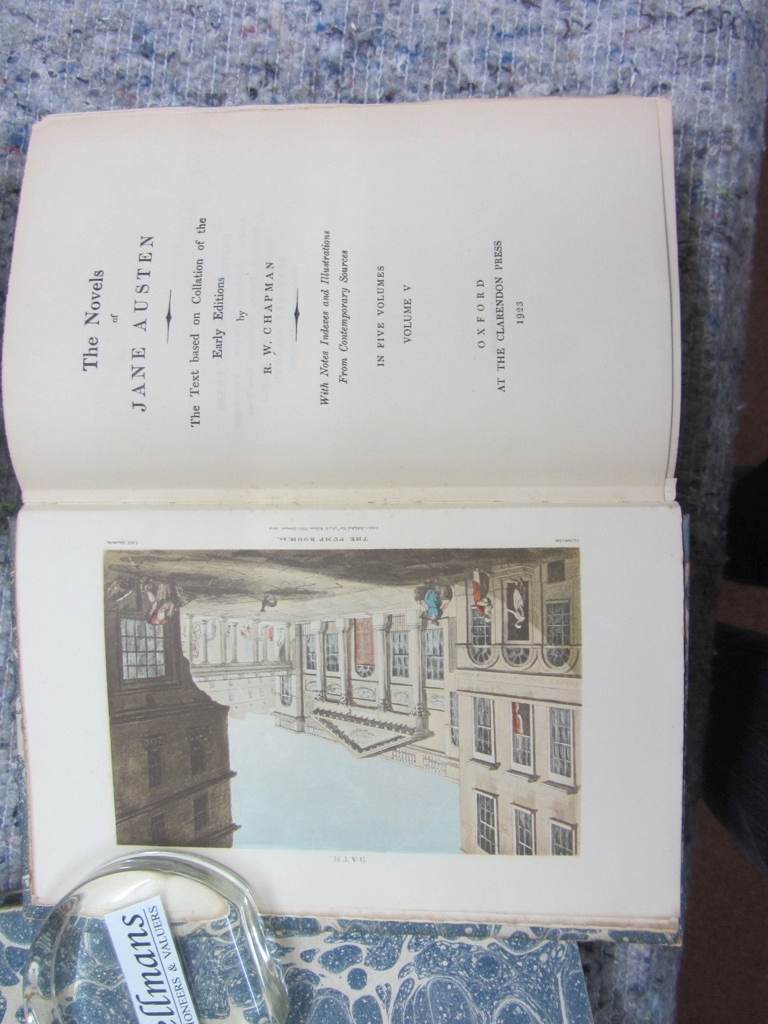 The Novels
of
JANE AUSTEN
The Text based on Collation of the
Early Editions
by
R. W. CHAPMAN
With Notes Indexes and Illustrations
From Contemporary Sources
IN FIVE VOLUMES
VOLUME V
OXFORD
AT THE CLARENDON PRESS
1923
BATH.
THE PUMP ROOM.
ellmans
IONEERS & VALUERS